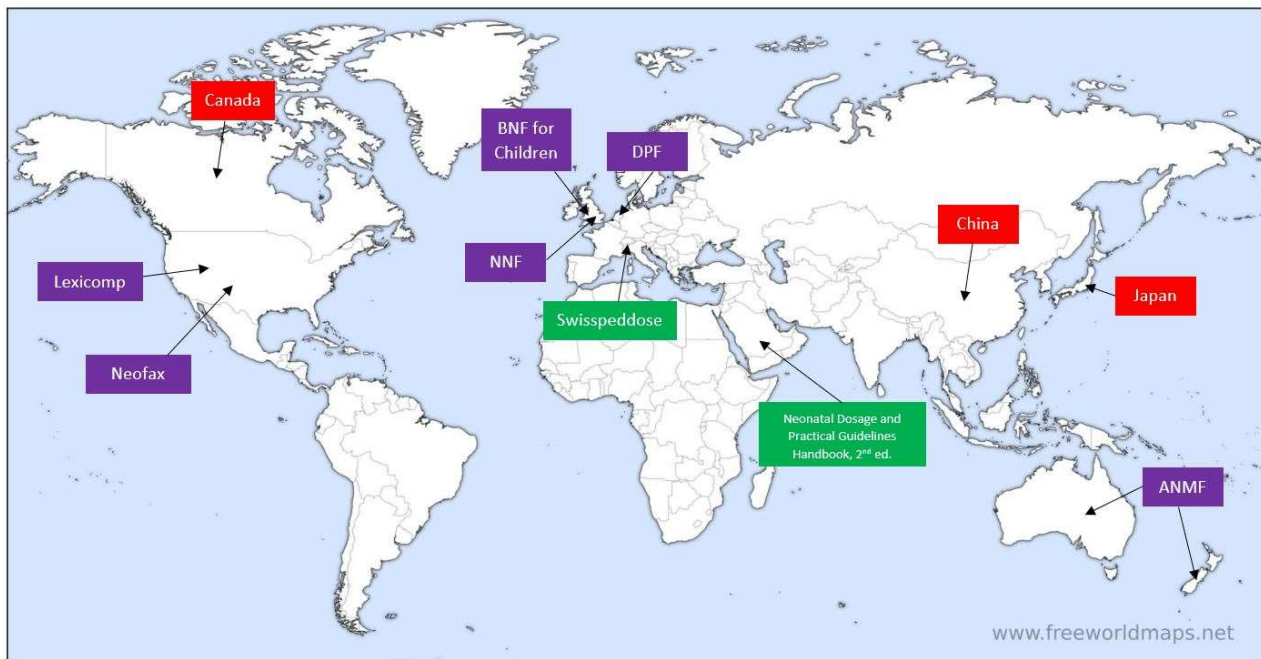 Canada
BNF for
Children
DPF
China
NNF
Lexicomp
Japan
Swisspeddose
Neofax
Neonatal Dosage and
Practical Guidelines
Handbook, 2nd ed.
ANMF
www.freeworldmaps.net